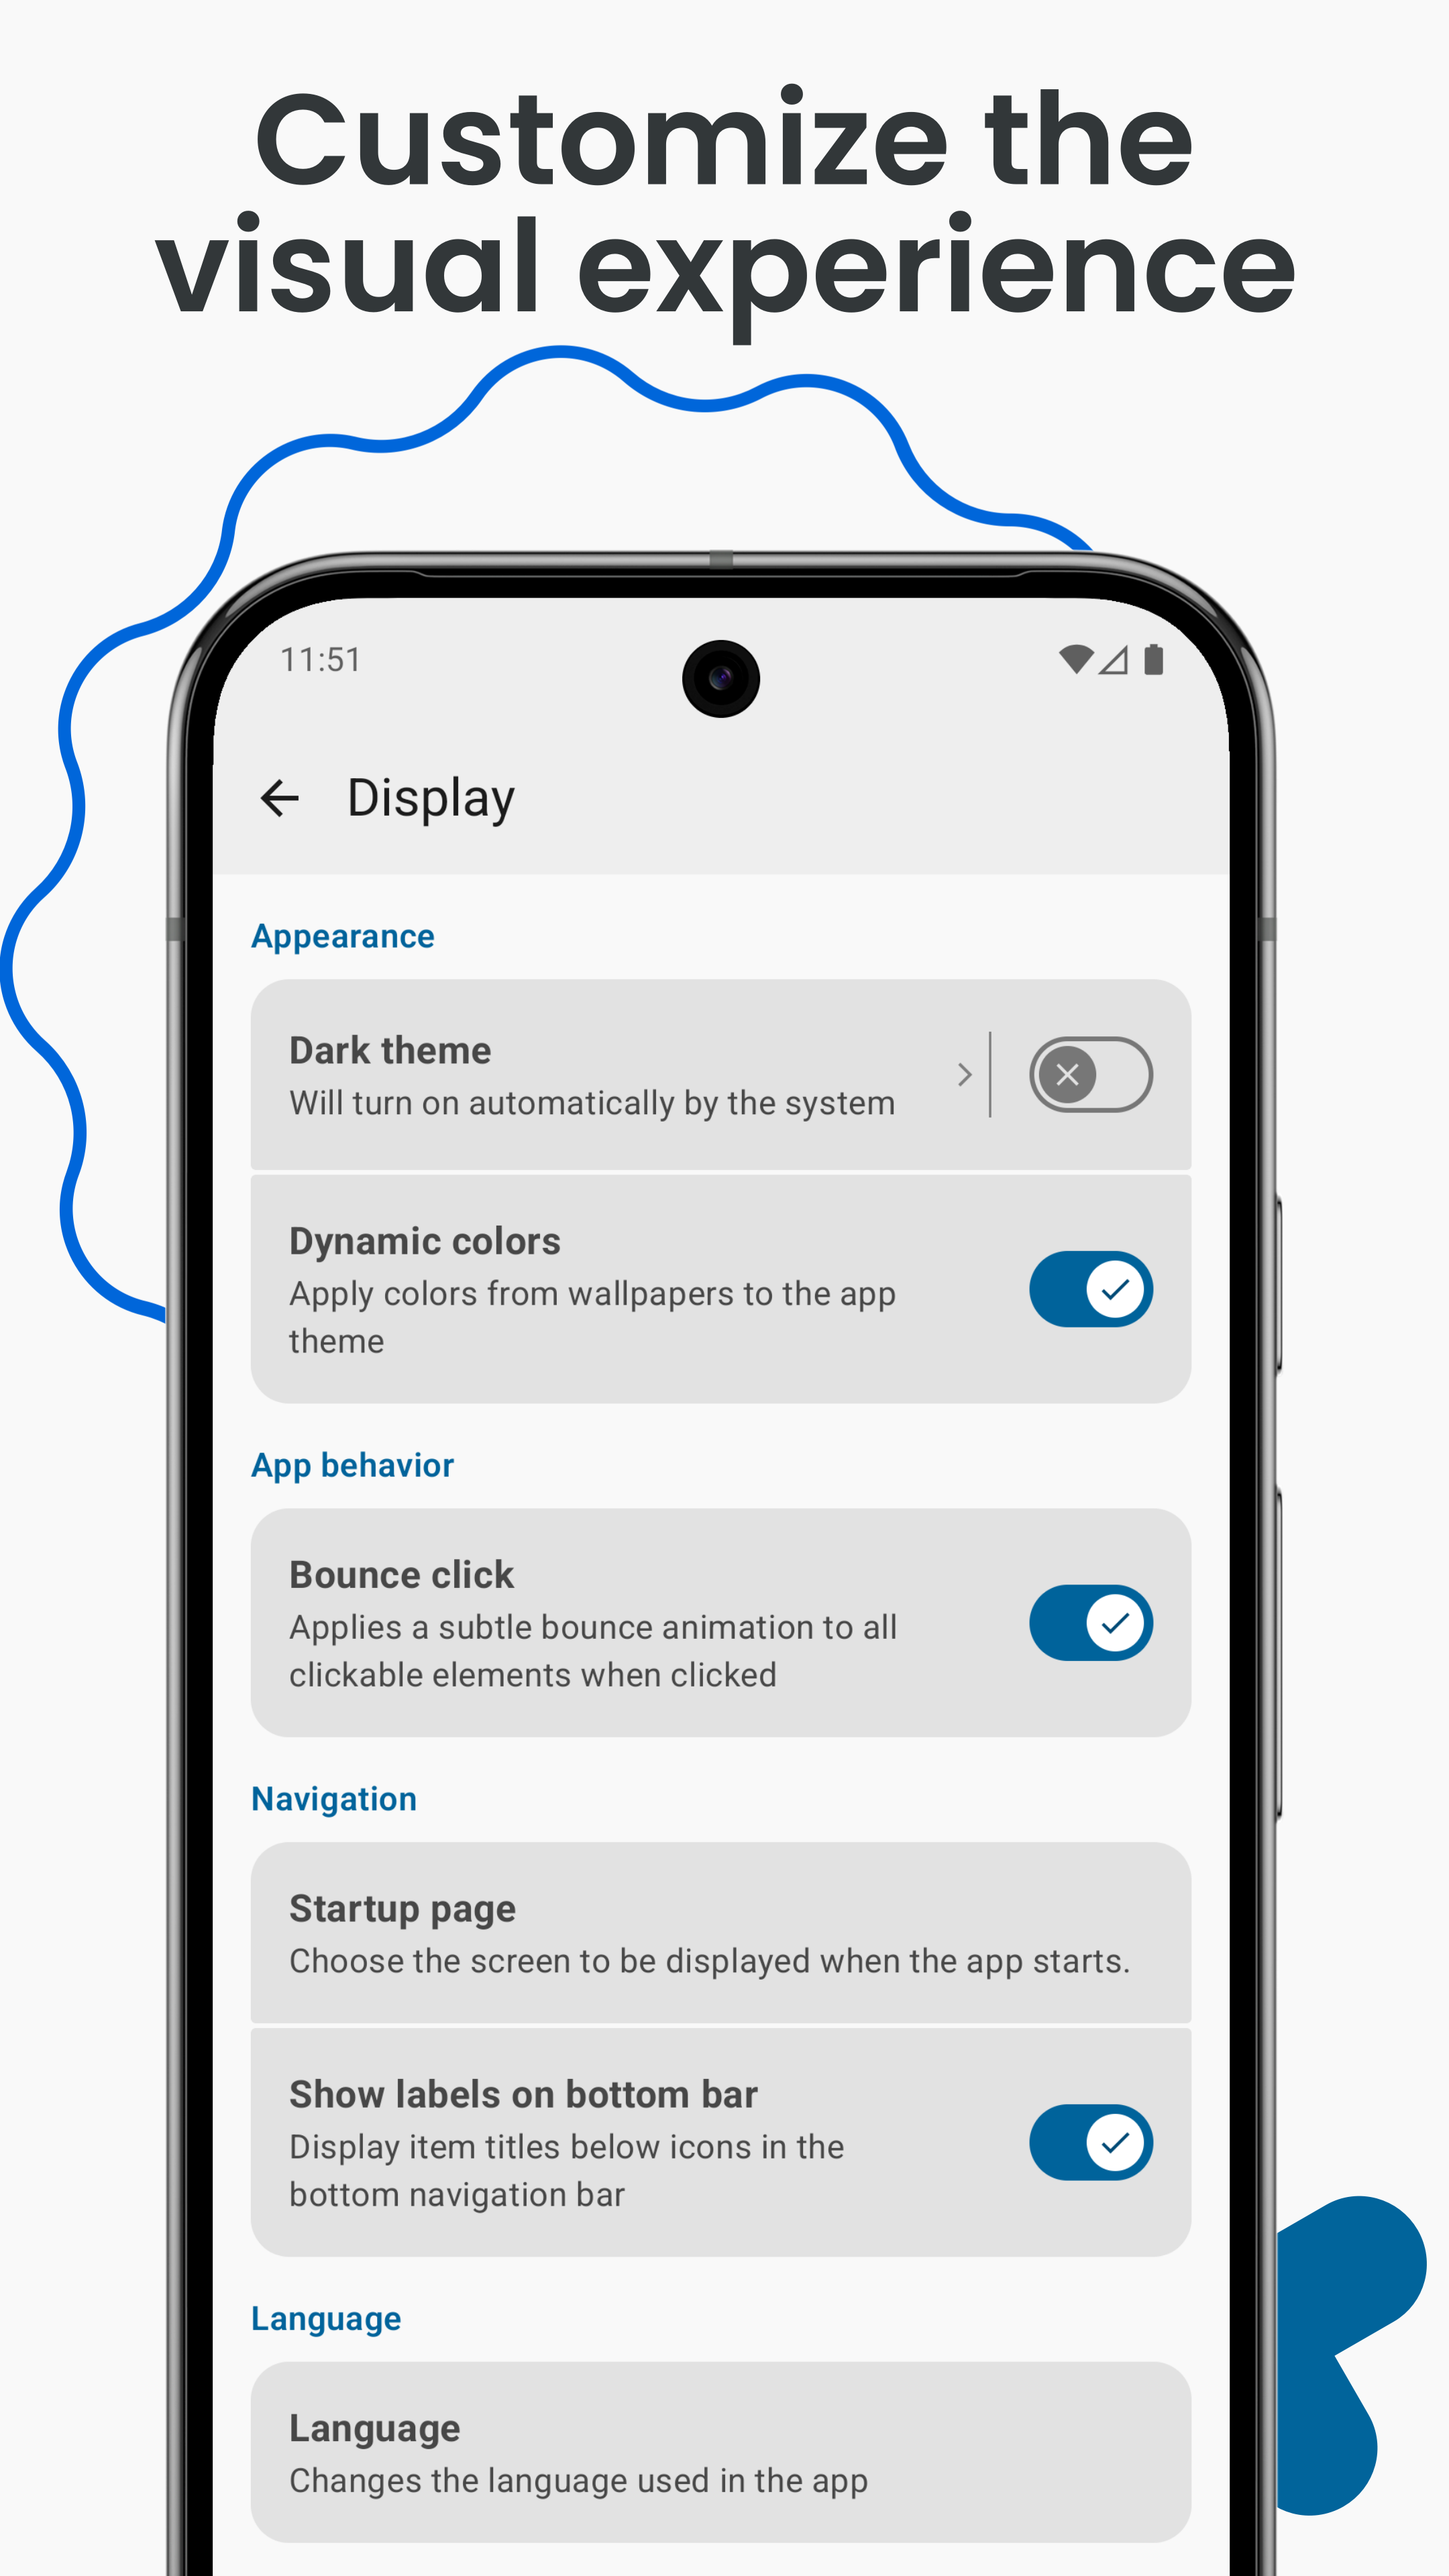 Customize the
visual experience
11:51
Display
Appearance
Dark theme
Will turn on automatically by the system
Dynamic colors
Apply colors from wallpapers to the app
theme
App behavior
Bounce click
Applies a subtle bounce animation to all
clickable elements when clicked
Navigation
Startup page
Choose the screen to be displayed when the app starts.
Show labels on bottom bar
Display item titles below icons in the
bottom navigation bar
Language
Language
Changes the language used in the app